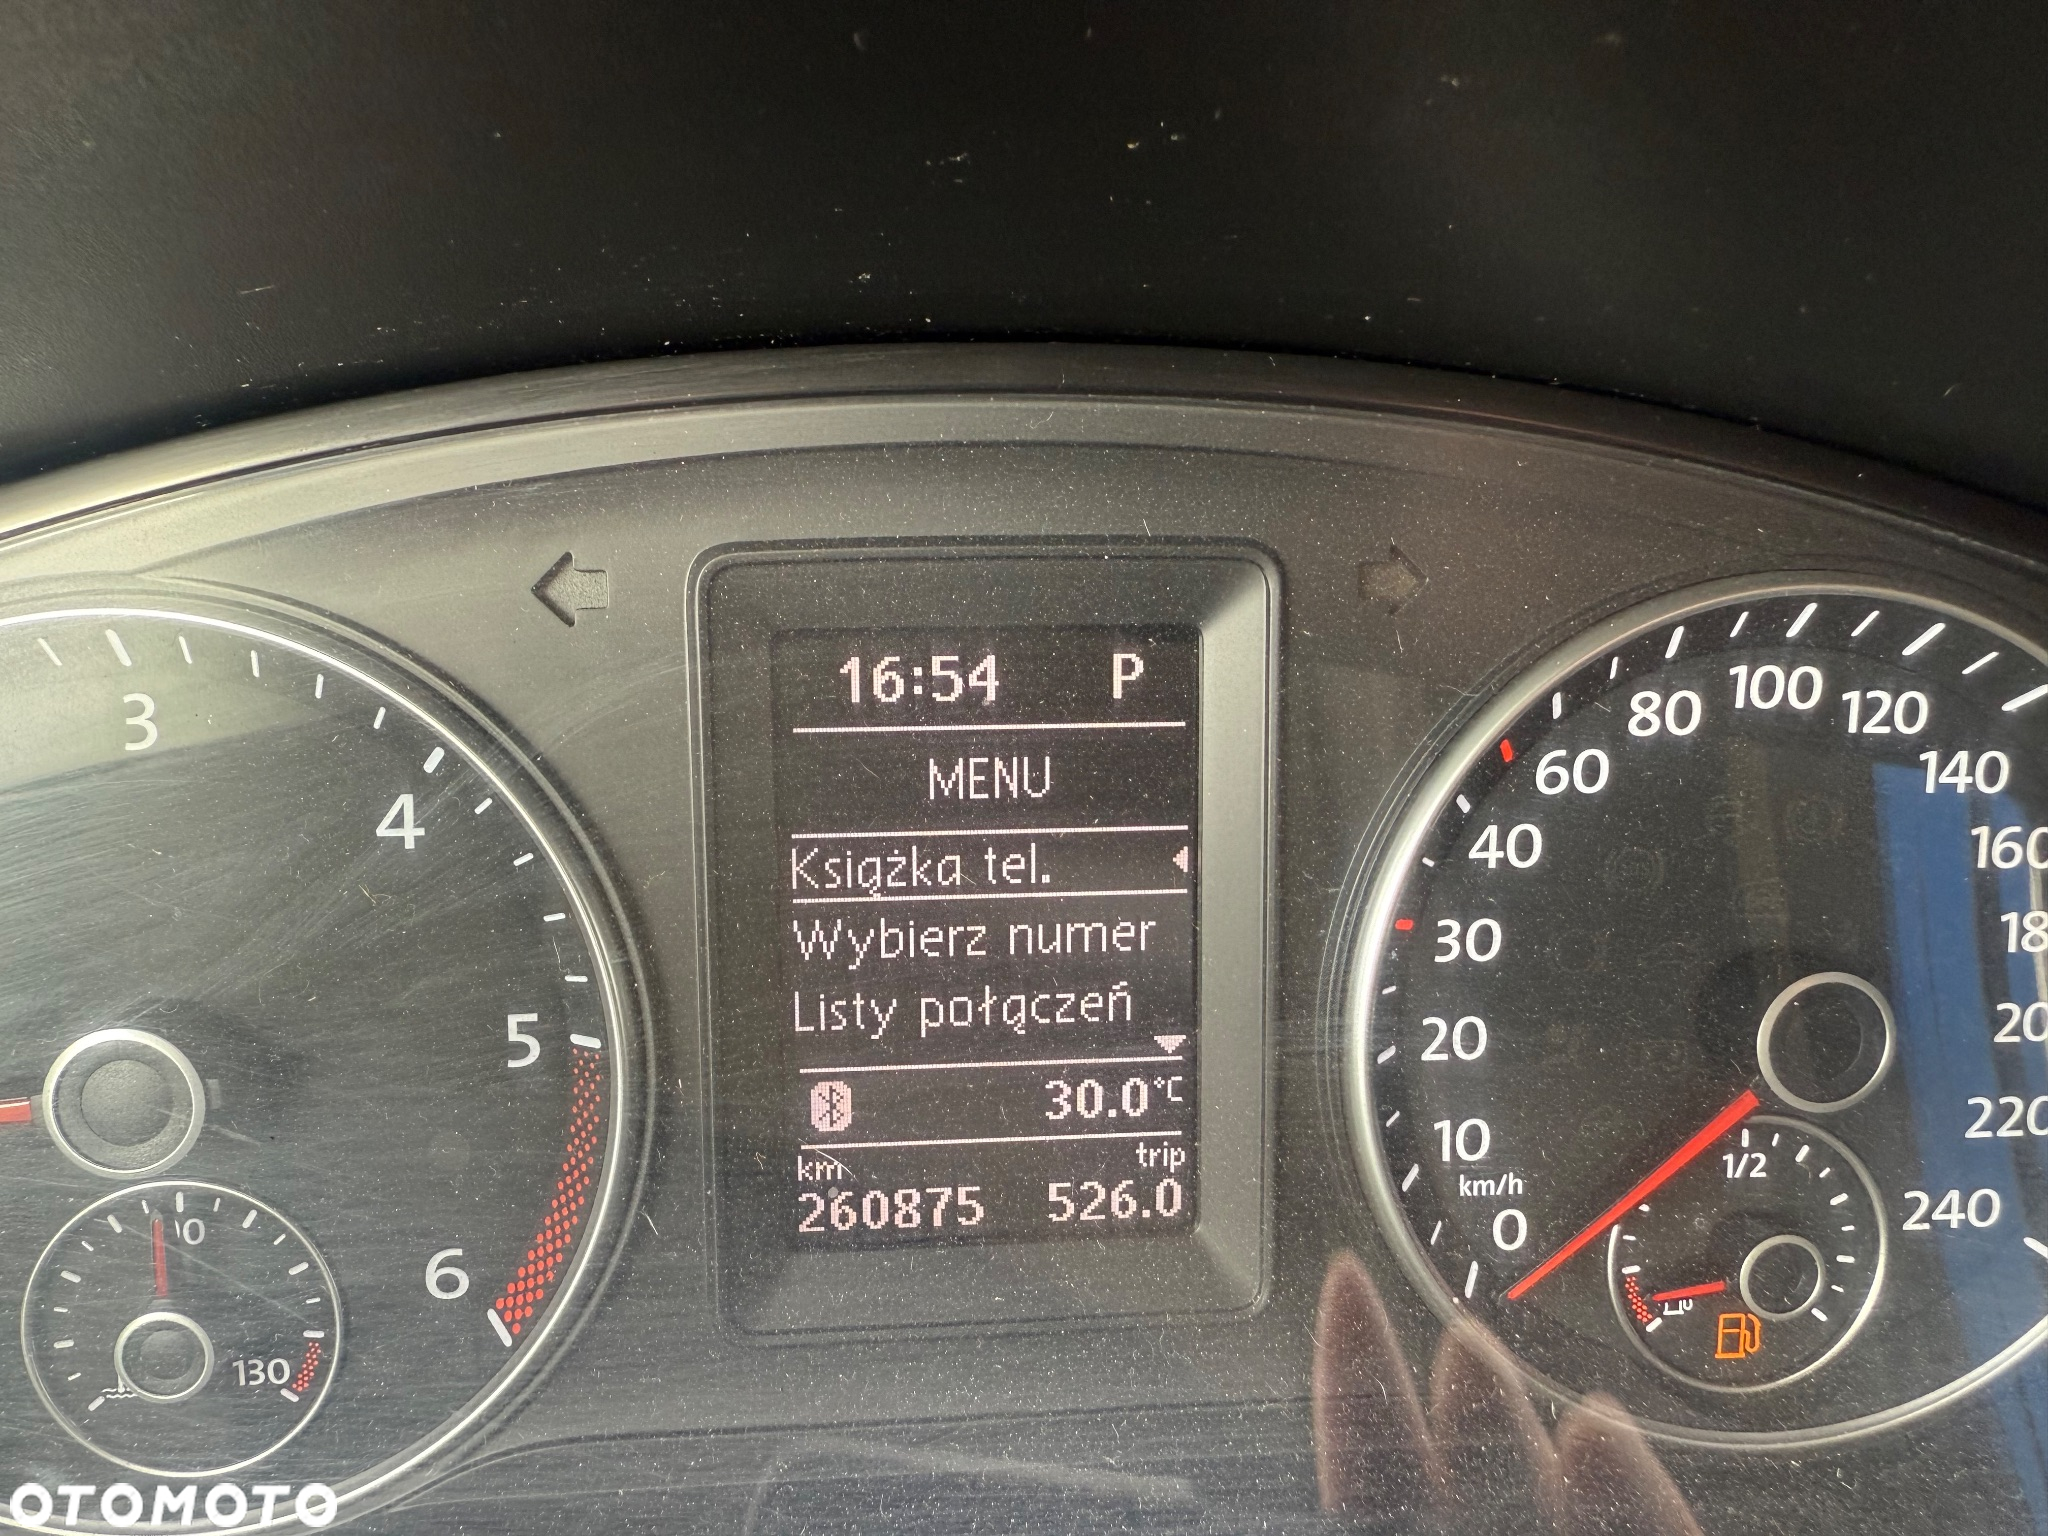 16:54 P
MENU
Książka tel.
Wybierz numer
Listy połączeń
30.0°C
km trip
260875 526.0
3
4
5
6
130
0
km/h
10
20
30
40
60
80
100
120
140
220
240
1/2
OTOMOTO